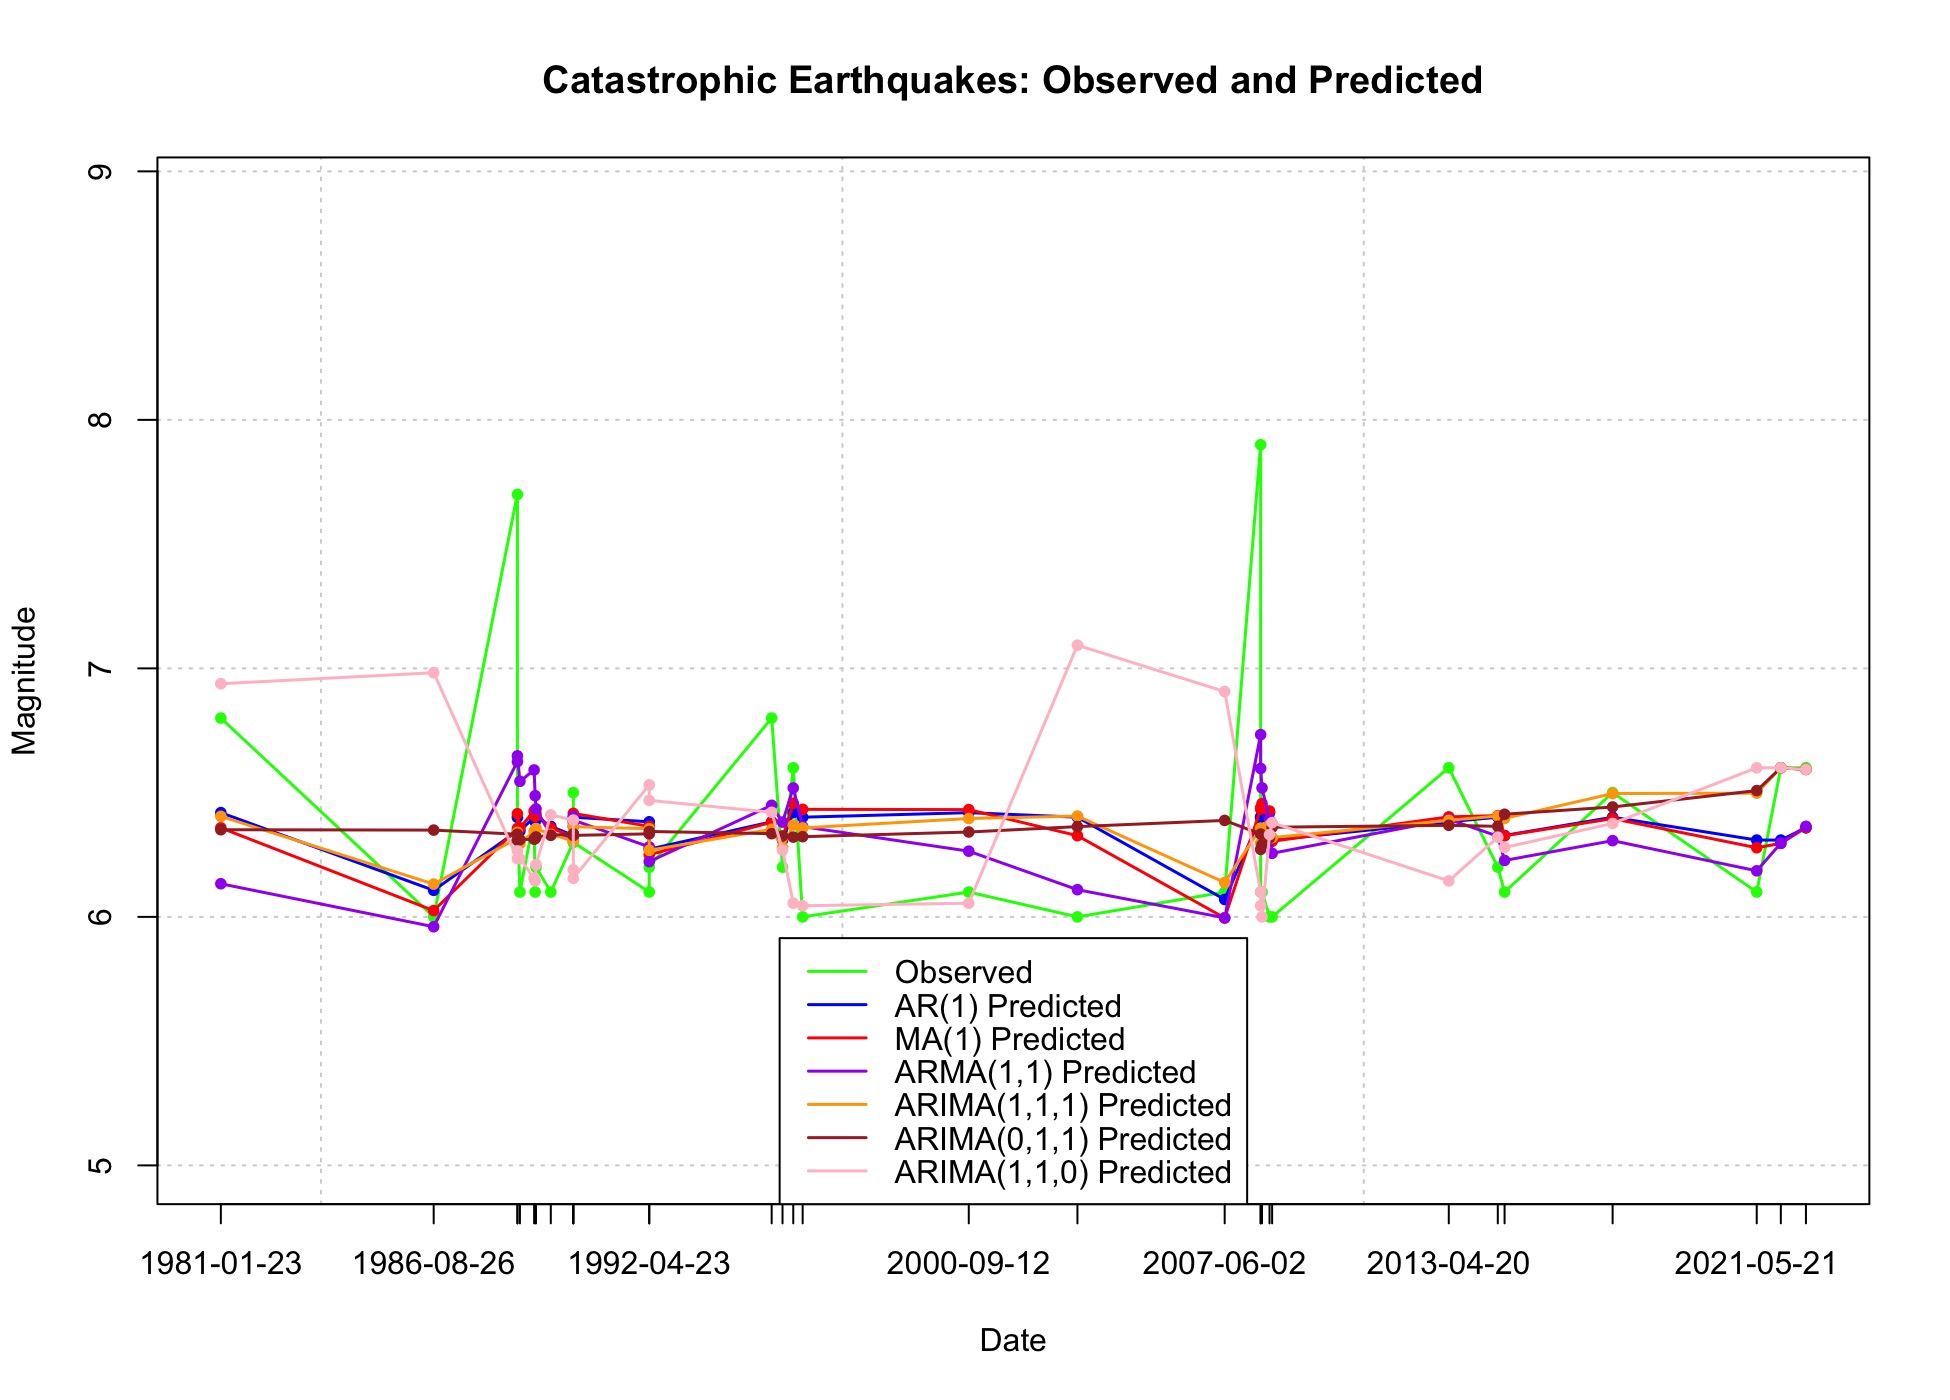 Catastrophic Earthquakes: Observed and Predicted
Magnitude
9
8
7
6
5
Observed
AR(1) Predicted
MA(1) Predicted
ARMA(1,1) Predicted
ARIMA(1,1,1) Predicted
ARIMA(0,1,1) Predicted
ARIMA(1,1,0) Predicted
1981-01-23 1986-08-26 1992-04-23 2000-09-12 2007-06-02 2013-04-20 2021-05-21
Date